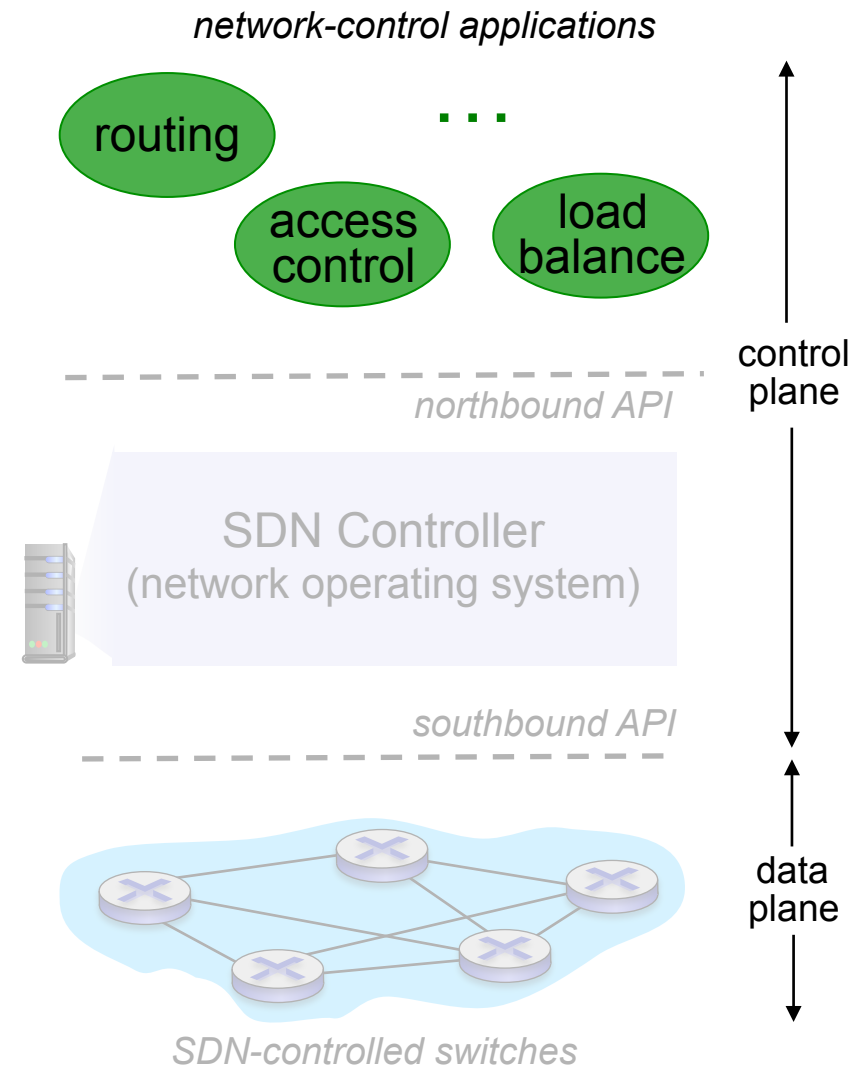 network-control applications
routing
. . .
access
control
load
balance
control
plane
northbound API
SDN Controller
(network operating system)
southbound API
data
plane
SDN-controlled switches